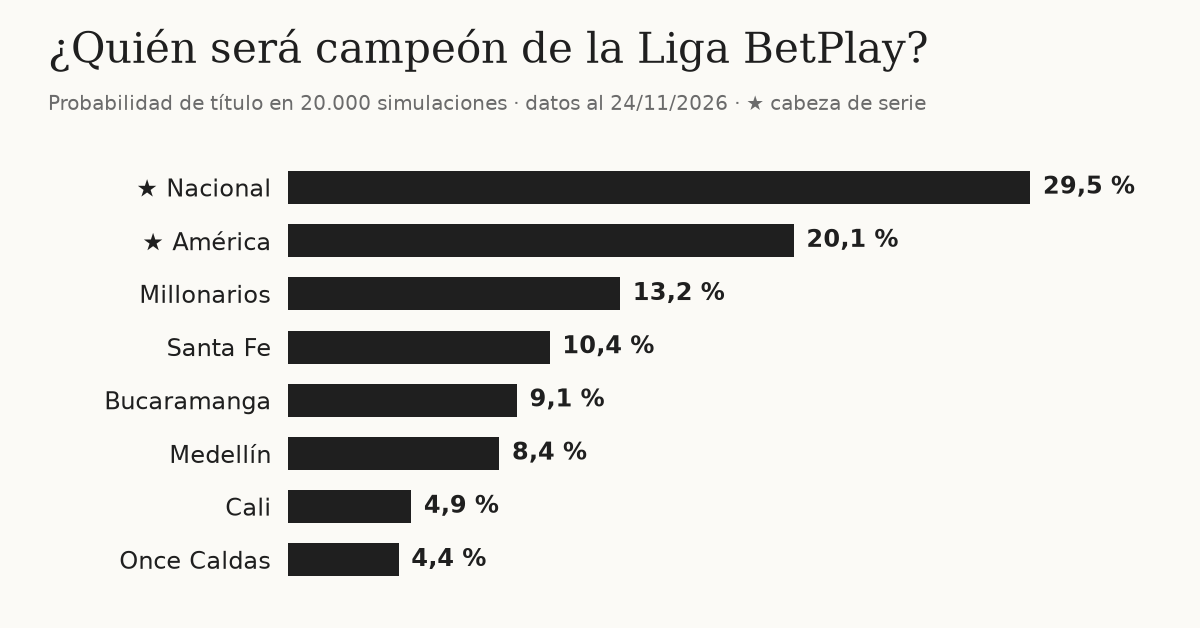 ¿Quién será campeón de la Liga BetPlay?
Probabilidad de título en 20.000 simulaciones · datos al 24/11/2026 · ★ cabeza de serie
★ Nacional 29,5 %
★ América 20,1 %
Millonarios 13,2 %
Santa Fe 10,4 %
Bucaramanga 9,1 %
Medellín 8,4 %
Cali 4,9 %
Once Caldas 4,4 %